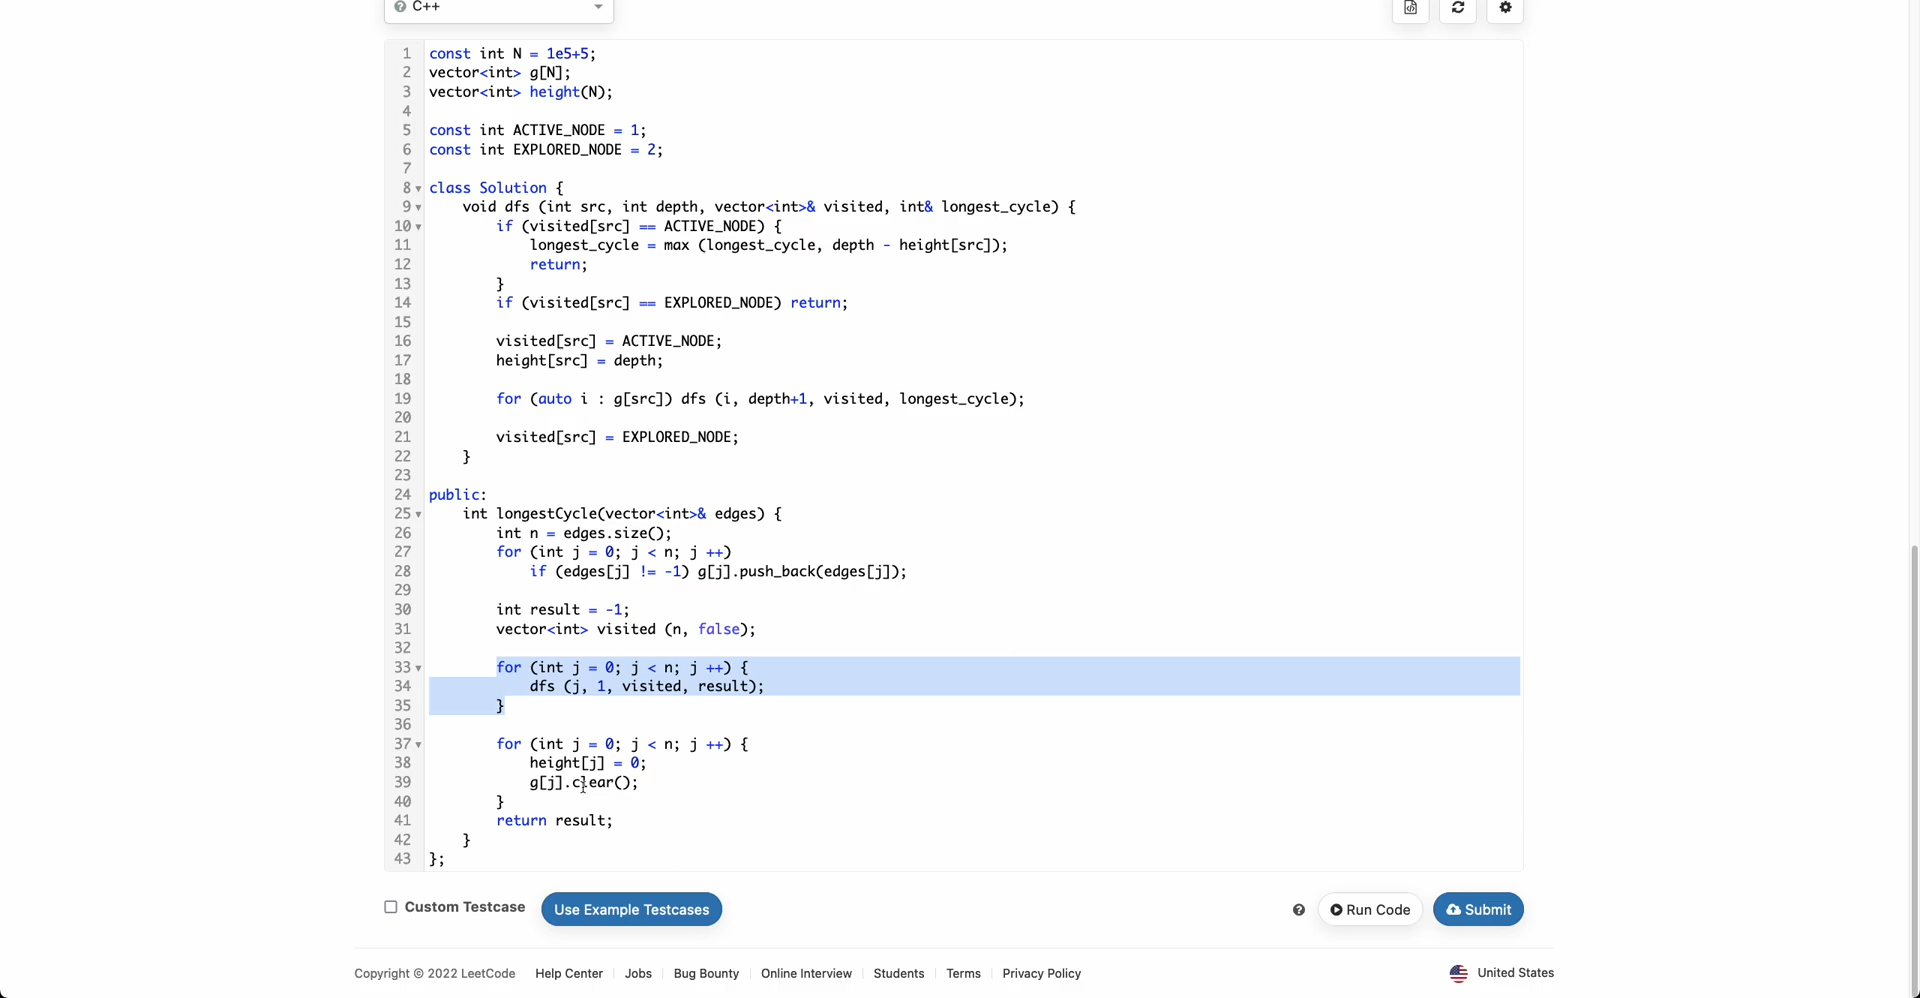 C++
1 const int N = 1e5+5;
2 vector<int> g[N];
3 vector<int> height(N);
4
5 const int ACTIVE_NODE = 1;
6 const int EXPLORED_NODE = 2;
7
8 class Solution {
9     void dfs (int src, int depth, vector<int>& visited, int& longest_cycle) {
10         if (visited[src] == ACTIVE_NODE) {
11             longest_cycle = max (longest_cycle, depth - height[src]);
12             return;
13         }
14         if (visited[src] == EXPLORED_NODE) return;
15
16         visited[src] = ACTIVE_NODE;
17         height[src] = depth;
18
19         for (auto i : g[src]) dfs (i, depth+1, visited, longest_cycle);
20
21         visited[src] = EXPLORED_NODE;
22     }
23
24 public:
25     int longestCycle(vector<int>& edges) {
26         int n = edges.size();
27         for (int j = 0; j < n; j ++)
28             if (edges[j] != -1) g[j].push_back(edges[j]);
29
30         int result = -1;
31         vector<int> visited (n, false);
32
33         for (int j = 0; j < n; j ++) {
34             dfs (j, 1, visited, result);
35         }
36
37         for (int j = 0; j < n; j ++) {
38             height[j] = 0;
39             g[j].clear();
40         }
41         return result;
42     }
43 };
Custom Testcase Use Example Testcases Run Code Submit
Copyright © 2022 LeetCode Help Center Jobs Bug Bounty Online Interview Students Terms Privacy Policy United States